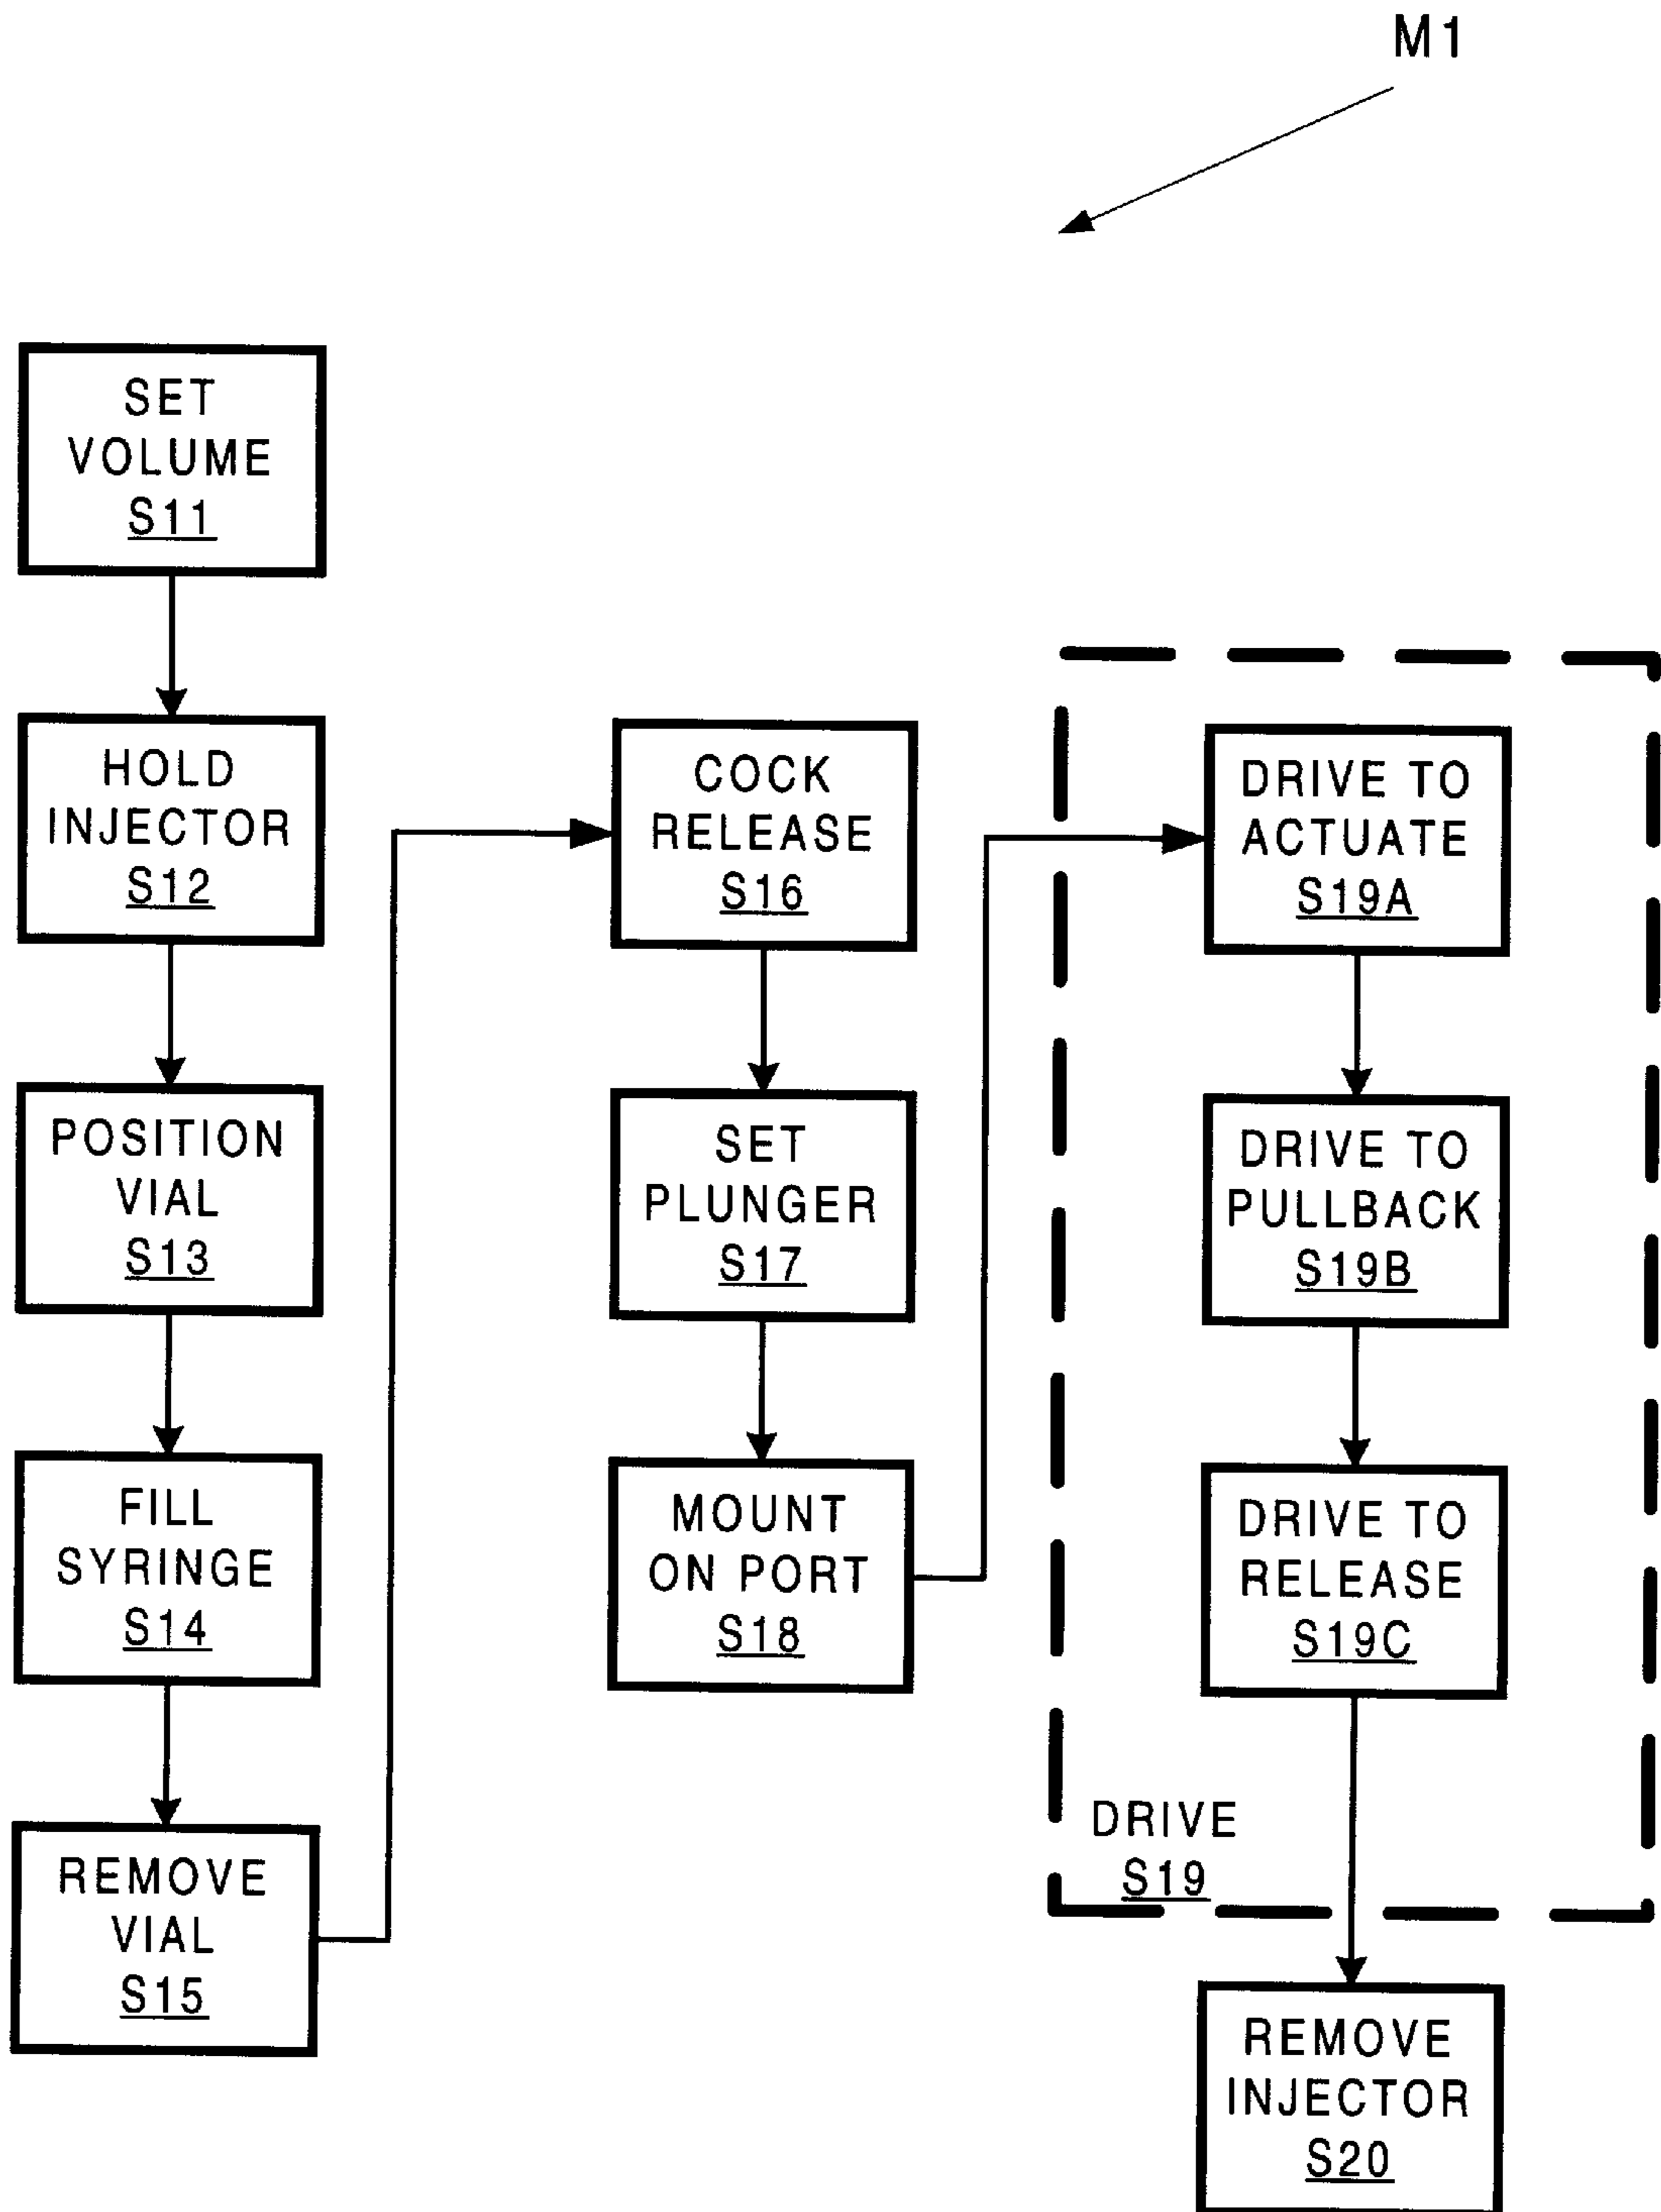 M1
SET
VOLUME
S11
HOLD
INJECTOR
S12
POSITION
VIAL
S13
FILL
SYRINGE
S14
REMOVE
VIAL
S15
COCK
RELEASE
S16
SET
PLUNGER
S17
MOUNT
ON PORT
S18
DRIVE TO
ACTUATE
S19A
DRIVE TO
PULLBACK
S19B
DRIVE TO
RELEASE
S19C
DRIVE
S19
REMOVE
INJECTOR
S20